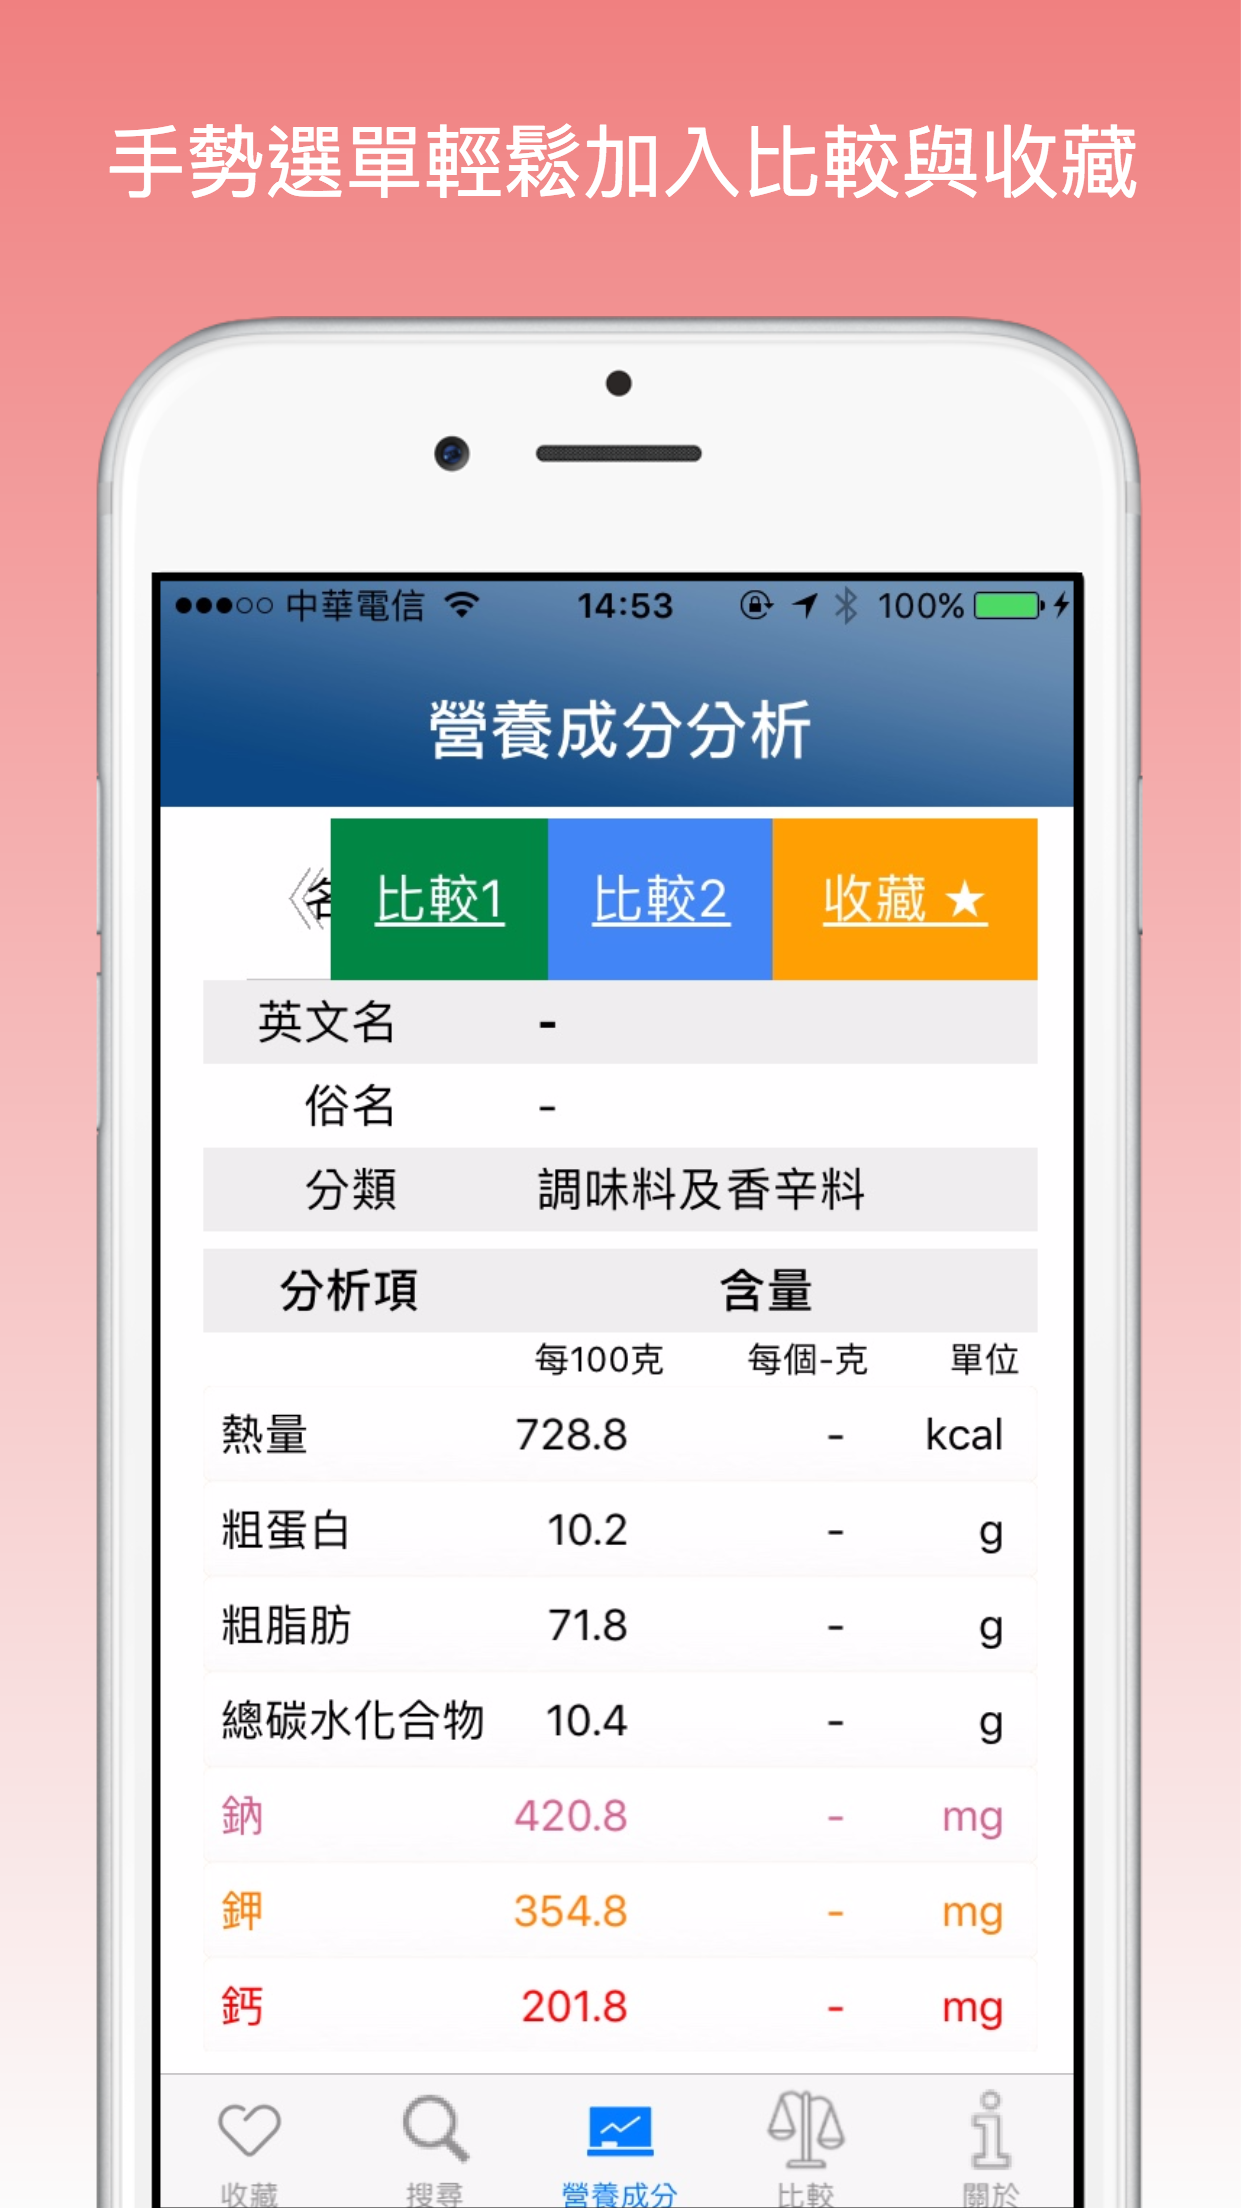 手勢選單輕鬆加入比較與收藏
中華電信 14:53 100%
營養成分分析
比較1 比較2 收藏 ★
英文名 -
俗名 -
分類 調味料及香辛料
分析項 含量
每100克 每個-克 單位
熱量 728.8 - kcal
粗蛋白 10.2 - g
粗脂肪 71.8 - g
總碳水化合物 10.4 - g
鈉 420.8 - mg
鉀 354.8 - mg
鈣 201.8 - mg
收藏 搜尋 營養成分 比較 關於